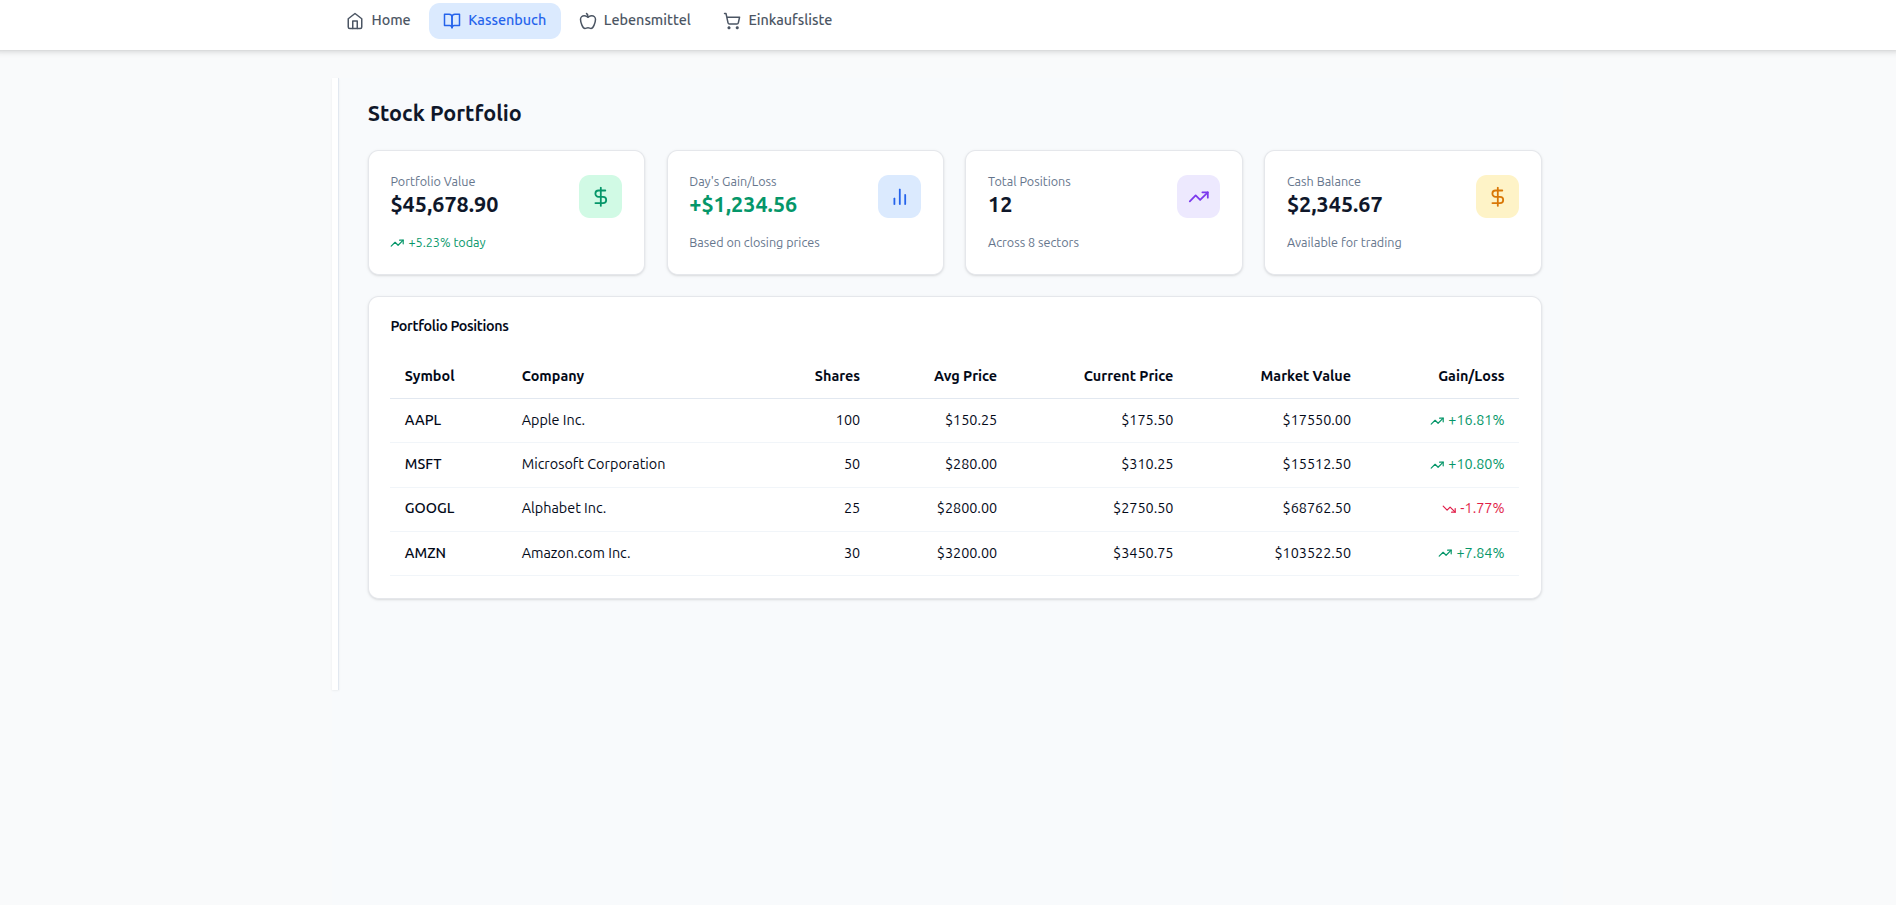 Home Kassenbuch Lebensmittel Einkaufsliste
Stock Portfolio
Portfolio Value
$45,678.90
+5.23% today
Day's Gain/Loss
+$1,234.56
Based on closing prices
Total Positions
12
Across 8 sectors
Cash Balance
$2,345.67
Available for trading
Portfolio Positions
Symbol Company Shares Avg Price Current Price Market Value Gain/Loss
AAPL Apple Inc. 100 $150.25 $175.50 $17550.00 +16.81%
MSFT Microsoft Corporation 50 $280.00 $310.25 $15512.50 +10.80%
GOOGL Alphabet Inc. 25 $2800.00 $2750.50 $68762.50 -1.77%
AMZN Amazon.com Inc. 30 $3200.00 $3450.75 $103522.50 +7.84%